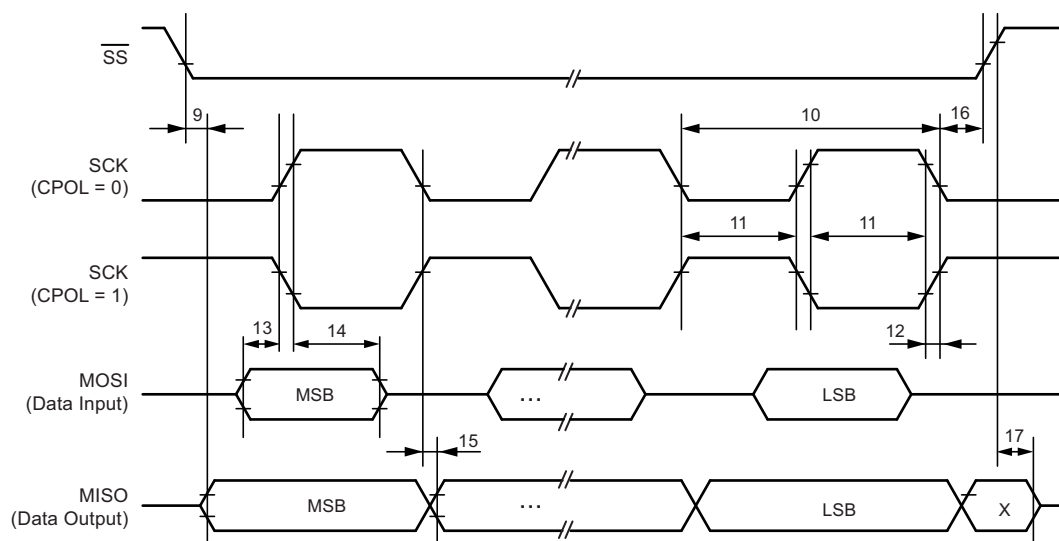 SS
9
10
16
SCK
(CPOL = 0)
11
11
SCK
(CPOL = 1)
13
14
12
MOSI
(Data Input)
MSB
...
LSB
15
17
MISO
(Data Output)
MSB
...
LSB
X